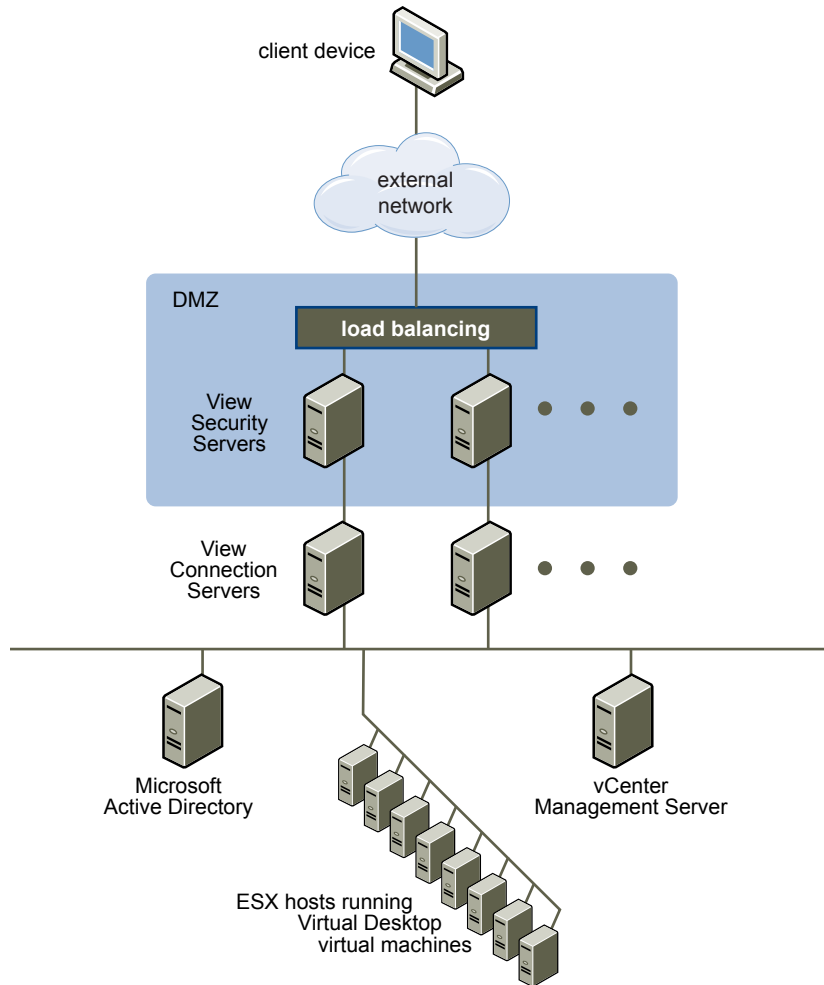 client device
external
network
DMZ
load balancing
View
Security
Servers
View
Connection
Servers
Microsoft
Active Directory
vCenter
Management Server
ESX hosts running
Virtual Desktop
virtual machines